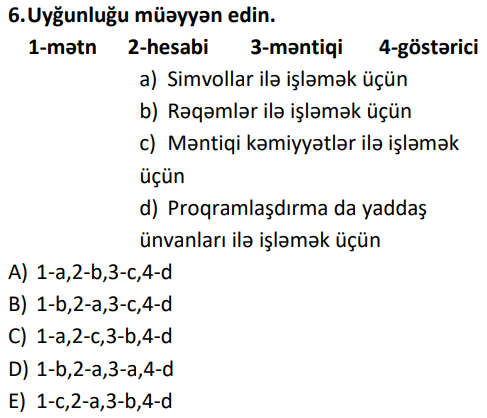 6.Uyğunluğu müəyyən edin.
1-mətn 2-hesabi 3-məntiqi 4-göstərici
a) Simvollar ilə işləmək üçün
b) Rəqəmlər ilə işləmək üçün
c) Məntiqi kəmiyyətlər ilə işləmək
üçün
d) Proqramlaşdırma da yaddaş
ünvanları ilə işləmək üçün
A) 1-a,2-b,3-c,4-d
B) 1-b,2-a,3-c,4-d
C) 1-a,2-c,3-b,4-d
D) 1-b,2-a,3-a,4-d
E) 1-c,2-a,3-b,4-d